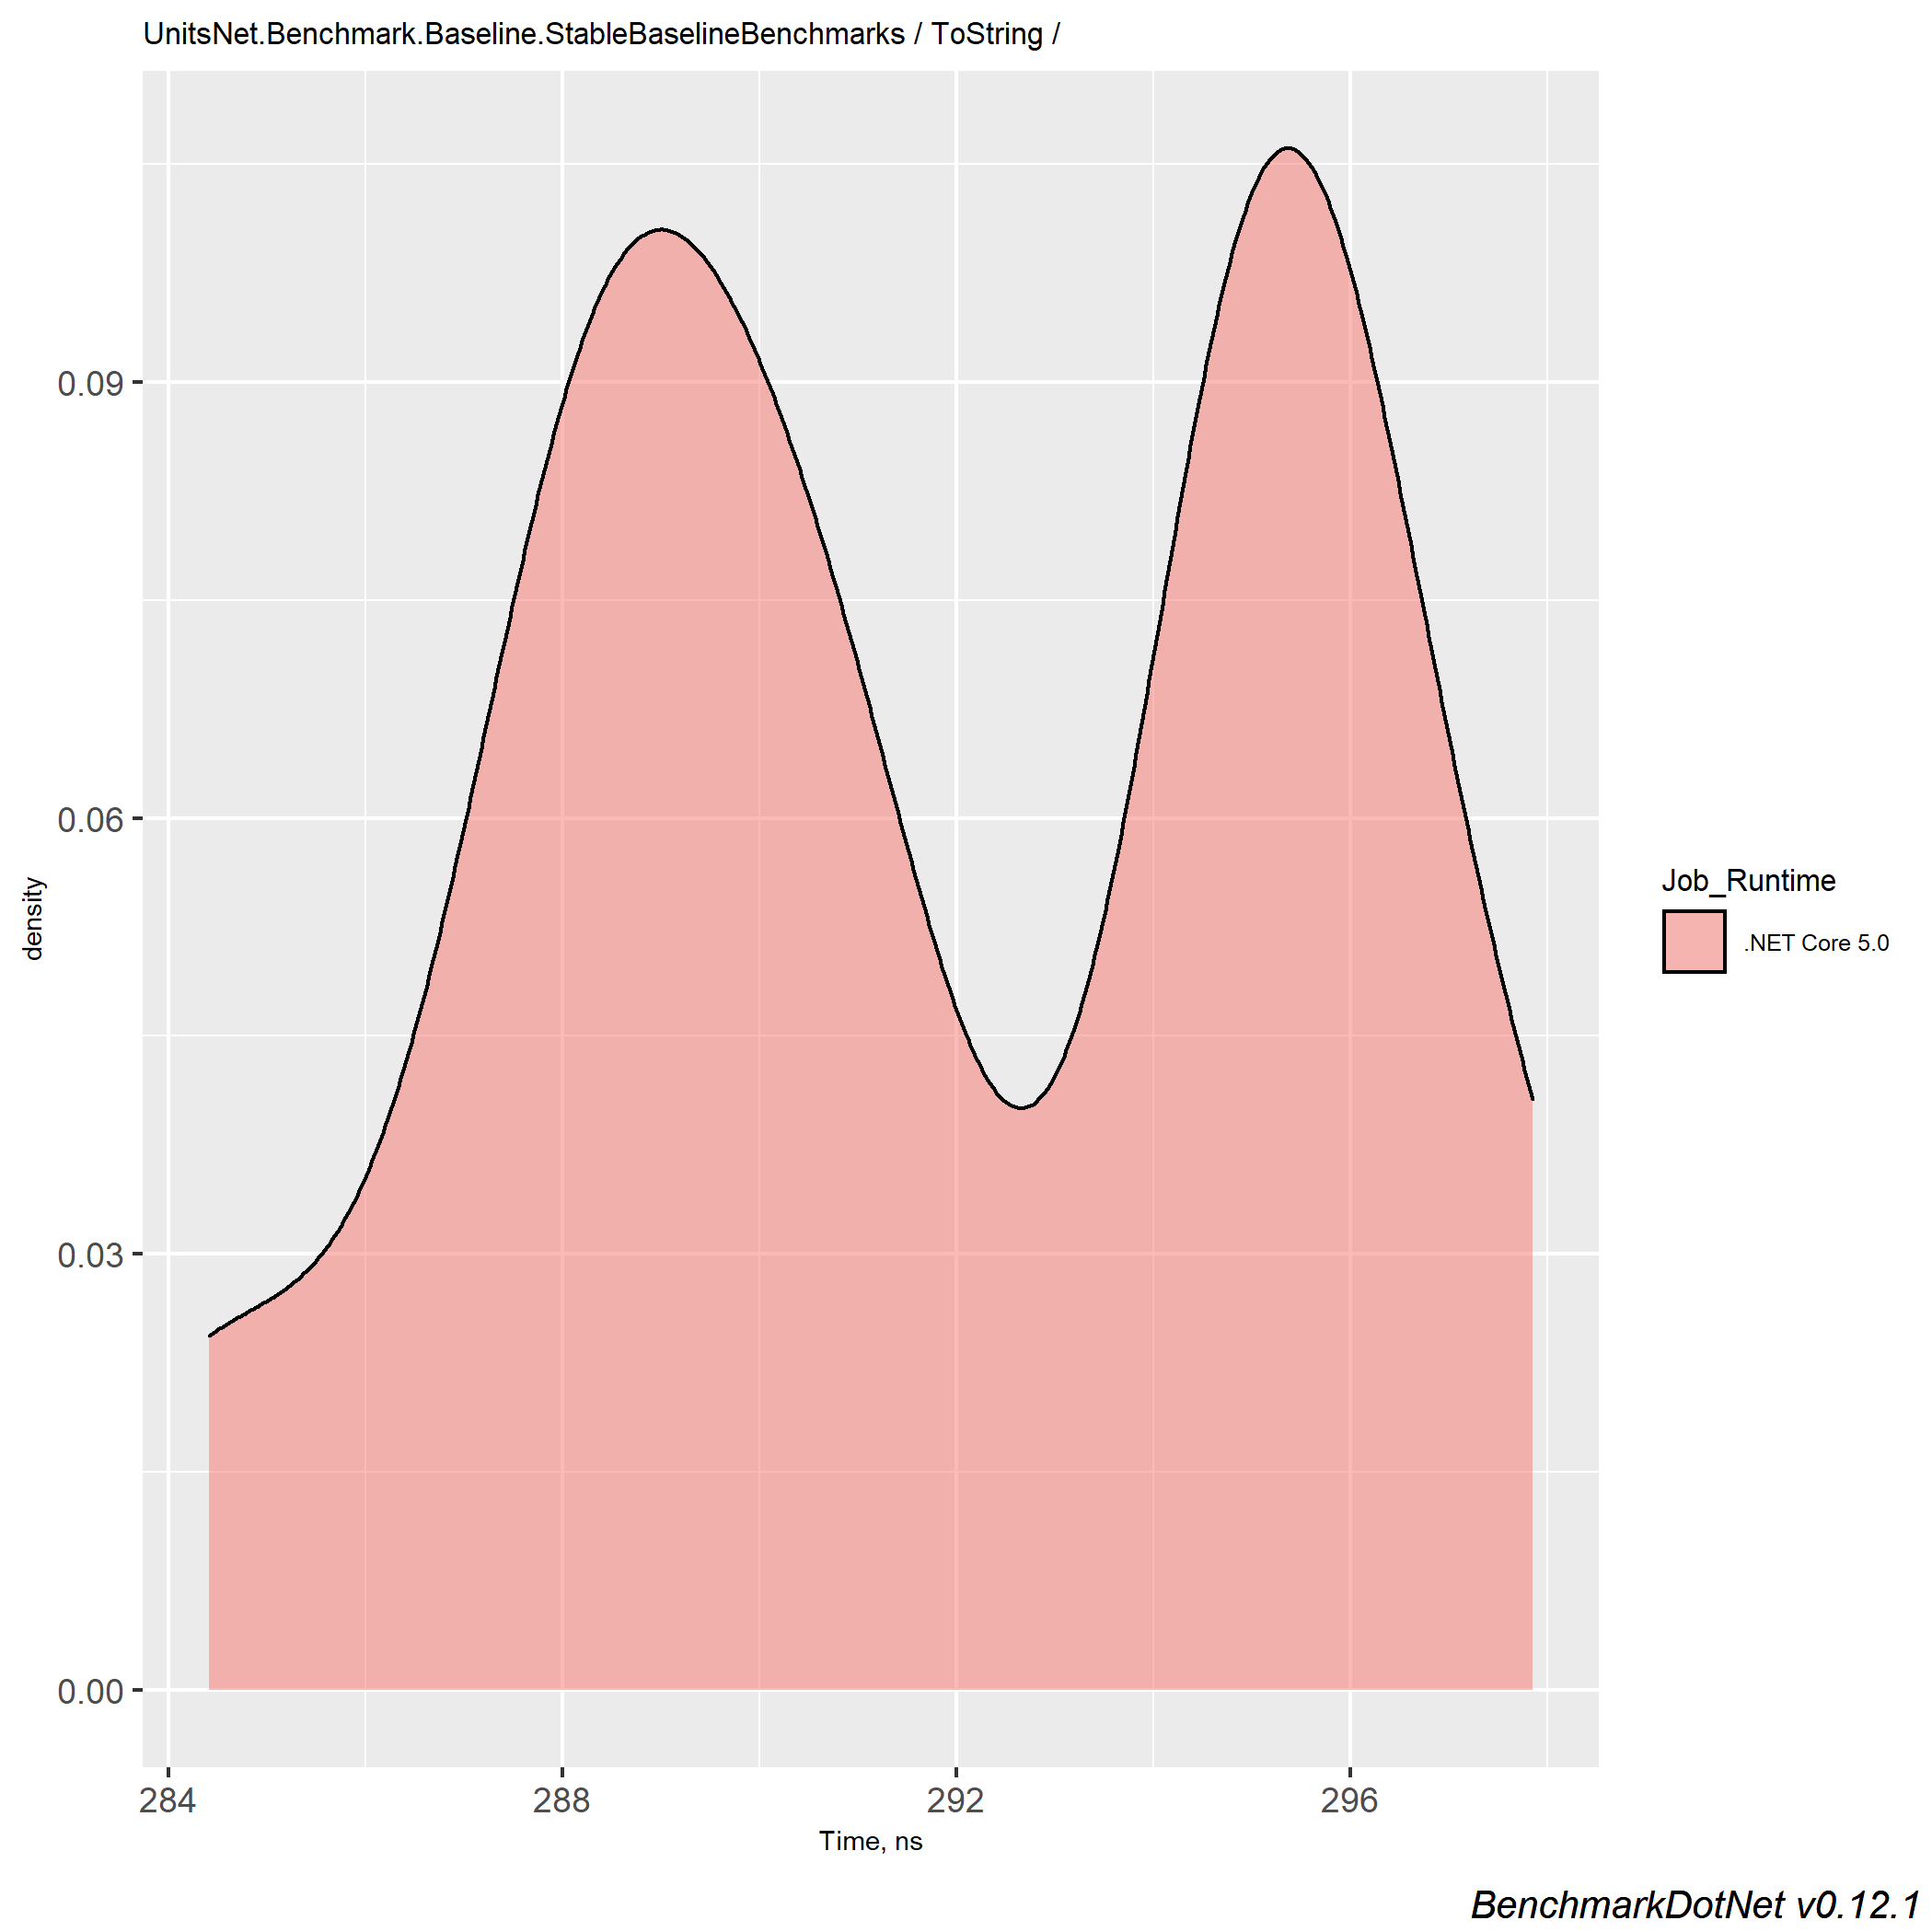 UnitsNet.Benchmark.Baseline.StableBaselineBenchmarks / ToString /
0.09
0.06
0.03
0.00
density
284 288 292 296
Time, ns
Job_Runtime
.NET Core 5.0
BenchmarkDotNet v0.12.1